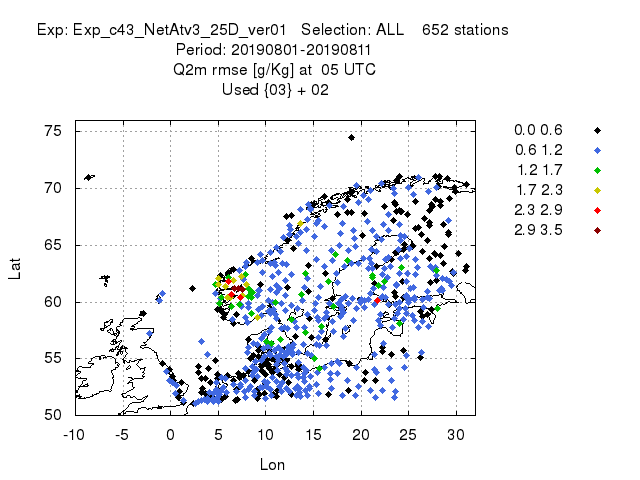 Exp: Exp_c43_NetAtv3_25D_ver01 Selection: ALL 652 stations
Period: 20190801-20190811
Q2m rmse [g/Kg] at 05 UTC
Used {03} + 02
75
70
65
60
55
50
Lat
-10 -5 0 5 10 15 20 25 30
Lon
0.0 0.6
0.6 1.2
1.2 1.7
1.7 2.3
2.3 2.9
2.9 3.5